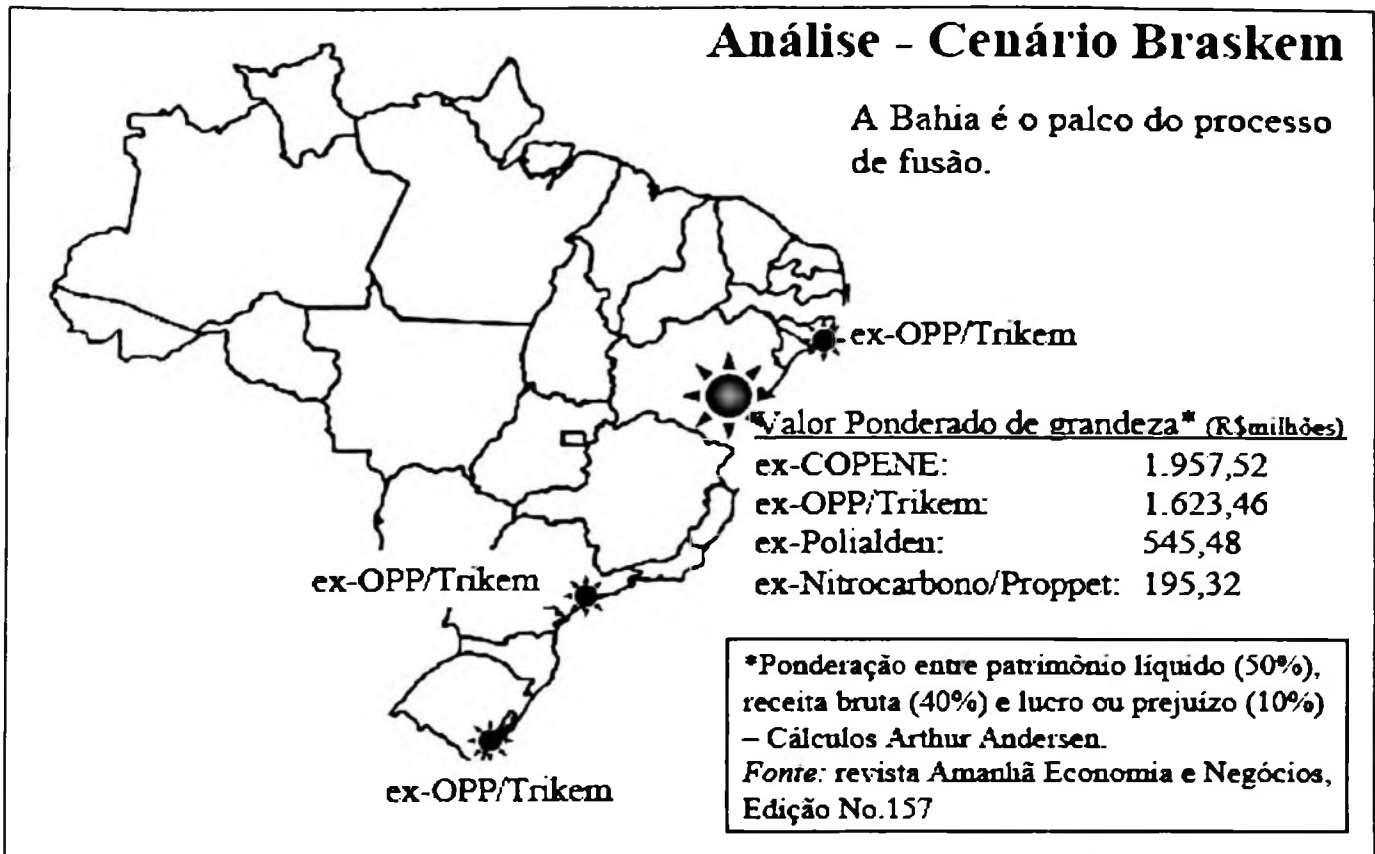 Análise - Cenário Braskem
A Bahia é o palco do processo
de fusão.
ex-OPP/Trikem
Valor Ponderado de grandeza* (R$milhões)
ex-COPENE: 1.957,52
ex-OPP/Trikem: 1.623,46
ex-Polialden: 545,48
ex-Nitrocarbono/Proppet: 195,32
ex-OPP/Trikem
ex-OPP/Trikem
*Ponderação entre patrimônio líquido (50%),
receita bruta (40%) e lucro ou prejuízo (10%)
– Cálculos Arthur Andersen.
Fonte: revista Amanhã Economia e Negócios,
Edição No.157